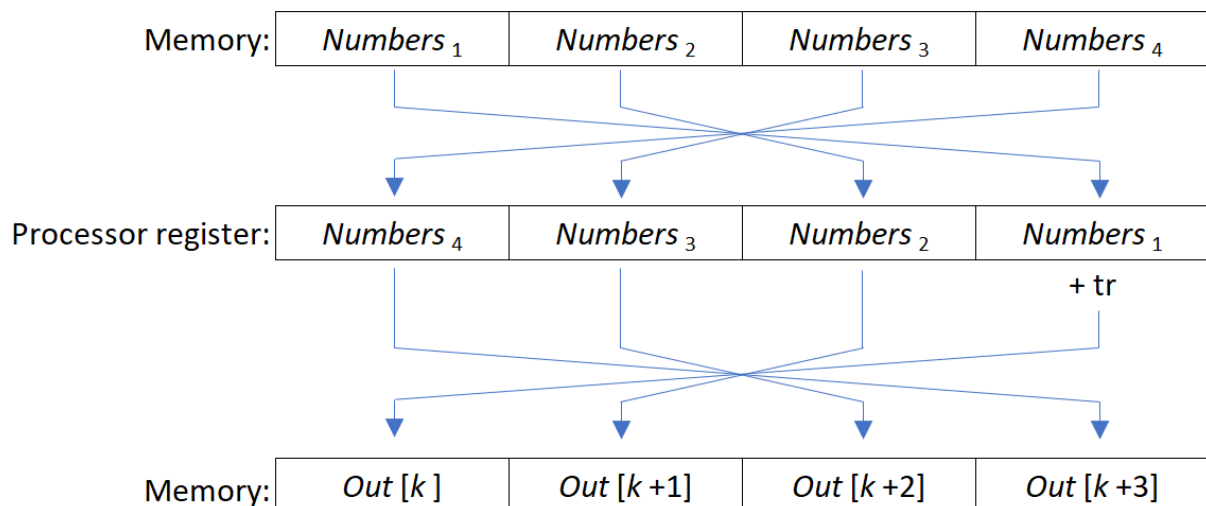 Memory: Numbers 1 Numbers 2 Numbers 3 Numbers 4
Processor register: Numbers 4 Numbers 3 Numbers 2 Numbers 1
+ tr
Memory: Out [k ] Out [k +1] Out [k +2] Out [k +3]